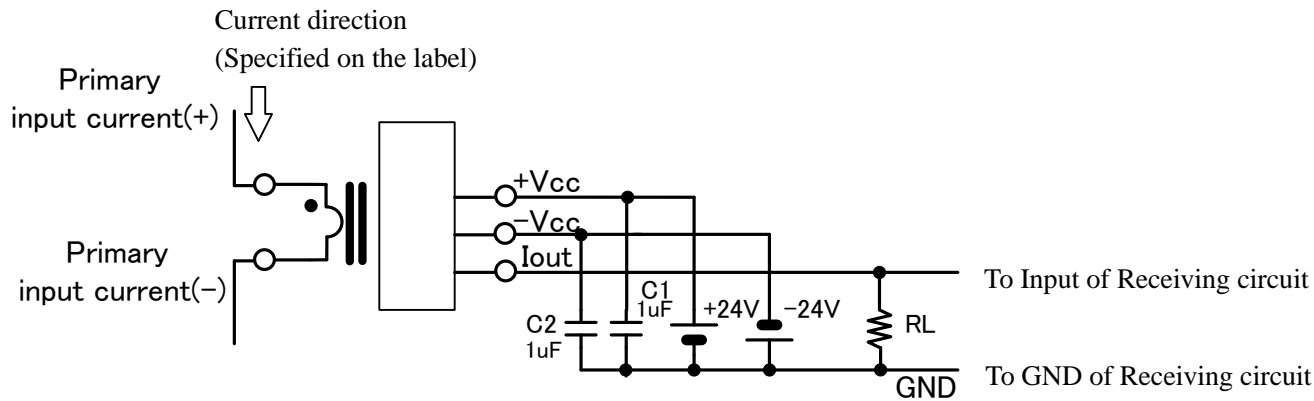 Current direction
(Specified on the label)
Primary
input current(+)
+Vcc
-Vcc
Iout
Primary
input current(-)
C1
1uF
+24V
-24V
C2
1uF
RL
GND
To Input of Receiving circuit
To GND of Receiving circuit